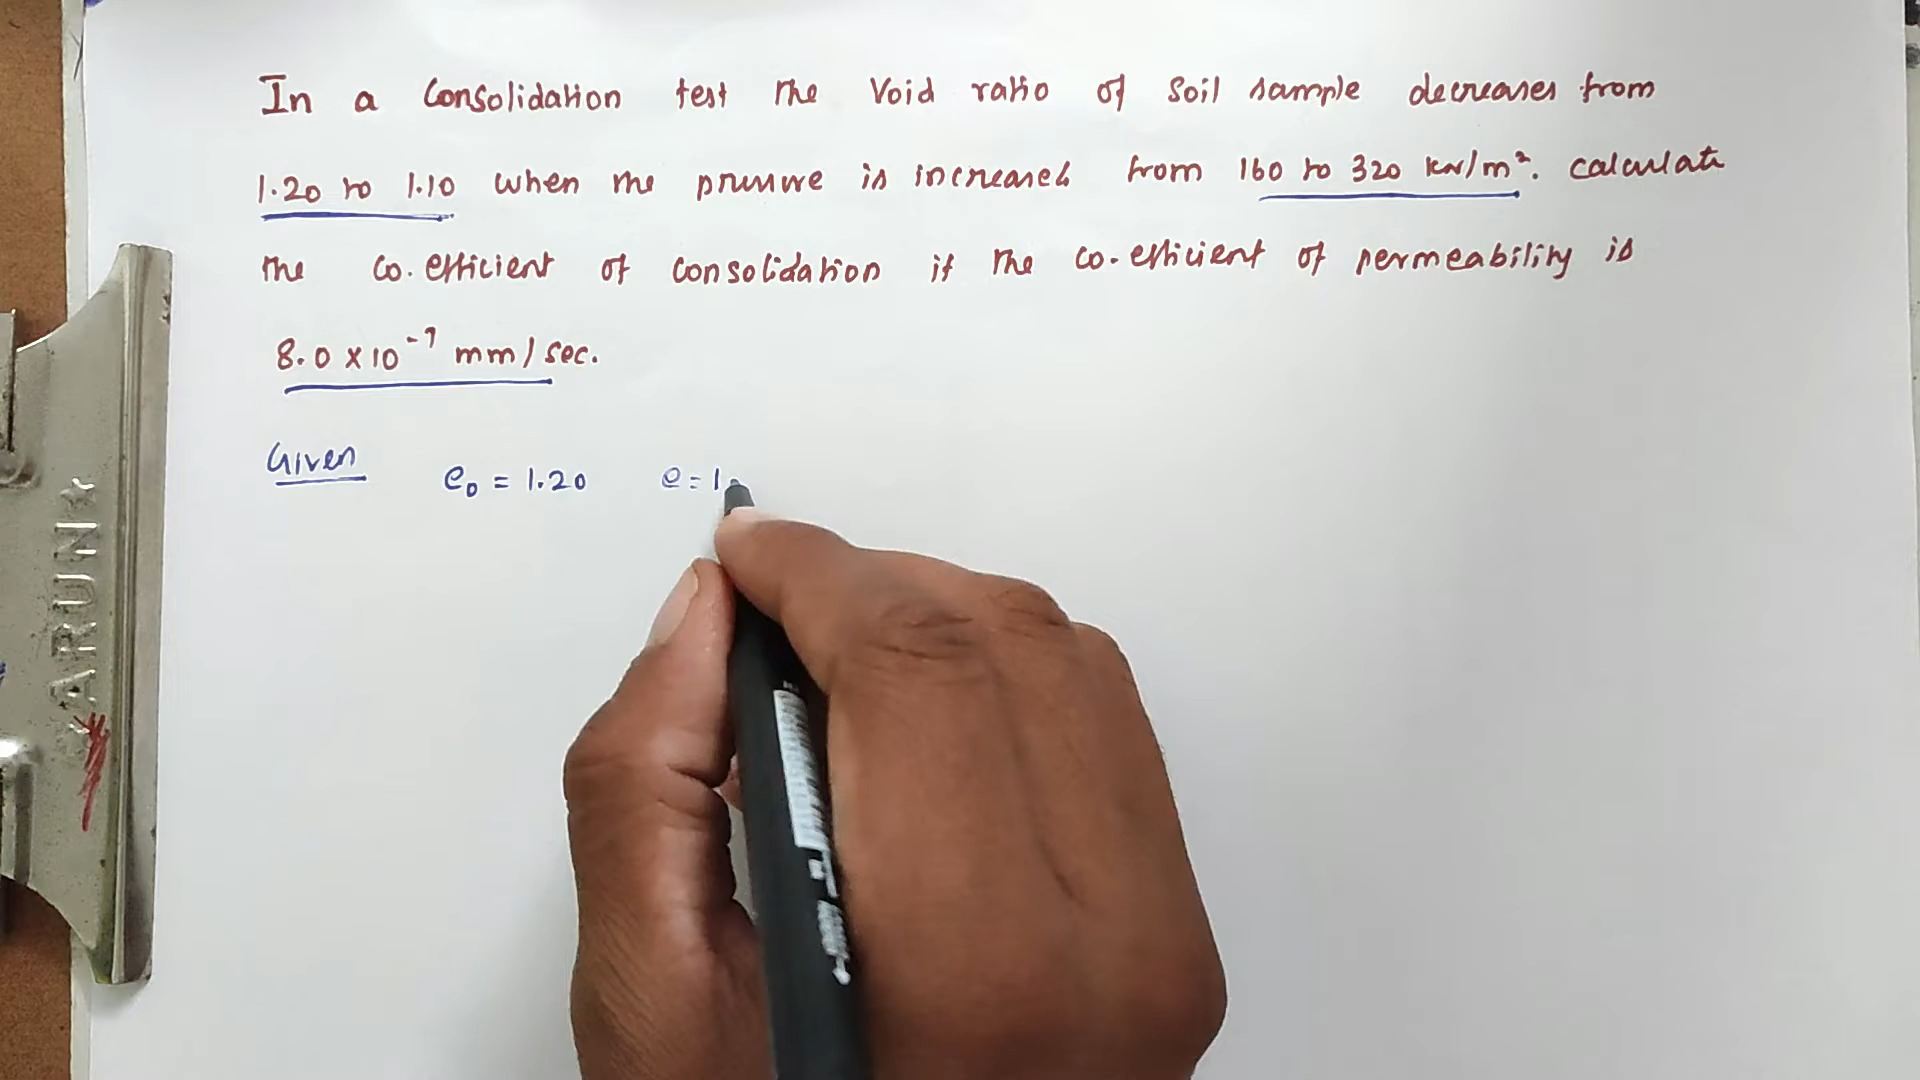 In a Consolidation test the Void ratio of Soil sample decreases from
1.20 to 1.10 when the pressure is increased from 160 to 320 kN/m². calculate
the co.efficient of consolidation if the co-efficient of permeability is
8.0 x 10⁻⁷ mm/sec.
Given e₀ = 1.20 e = 1.
ARUN